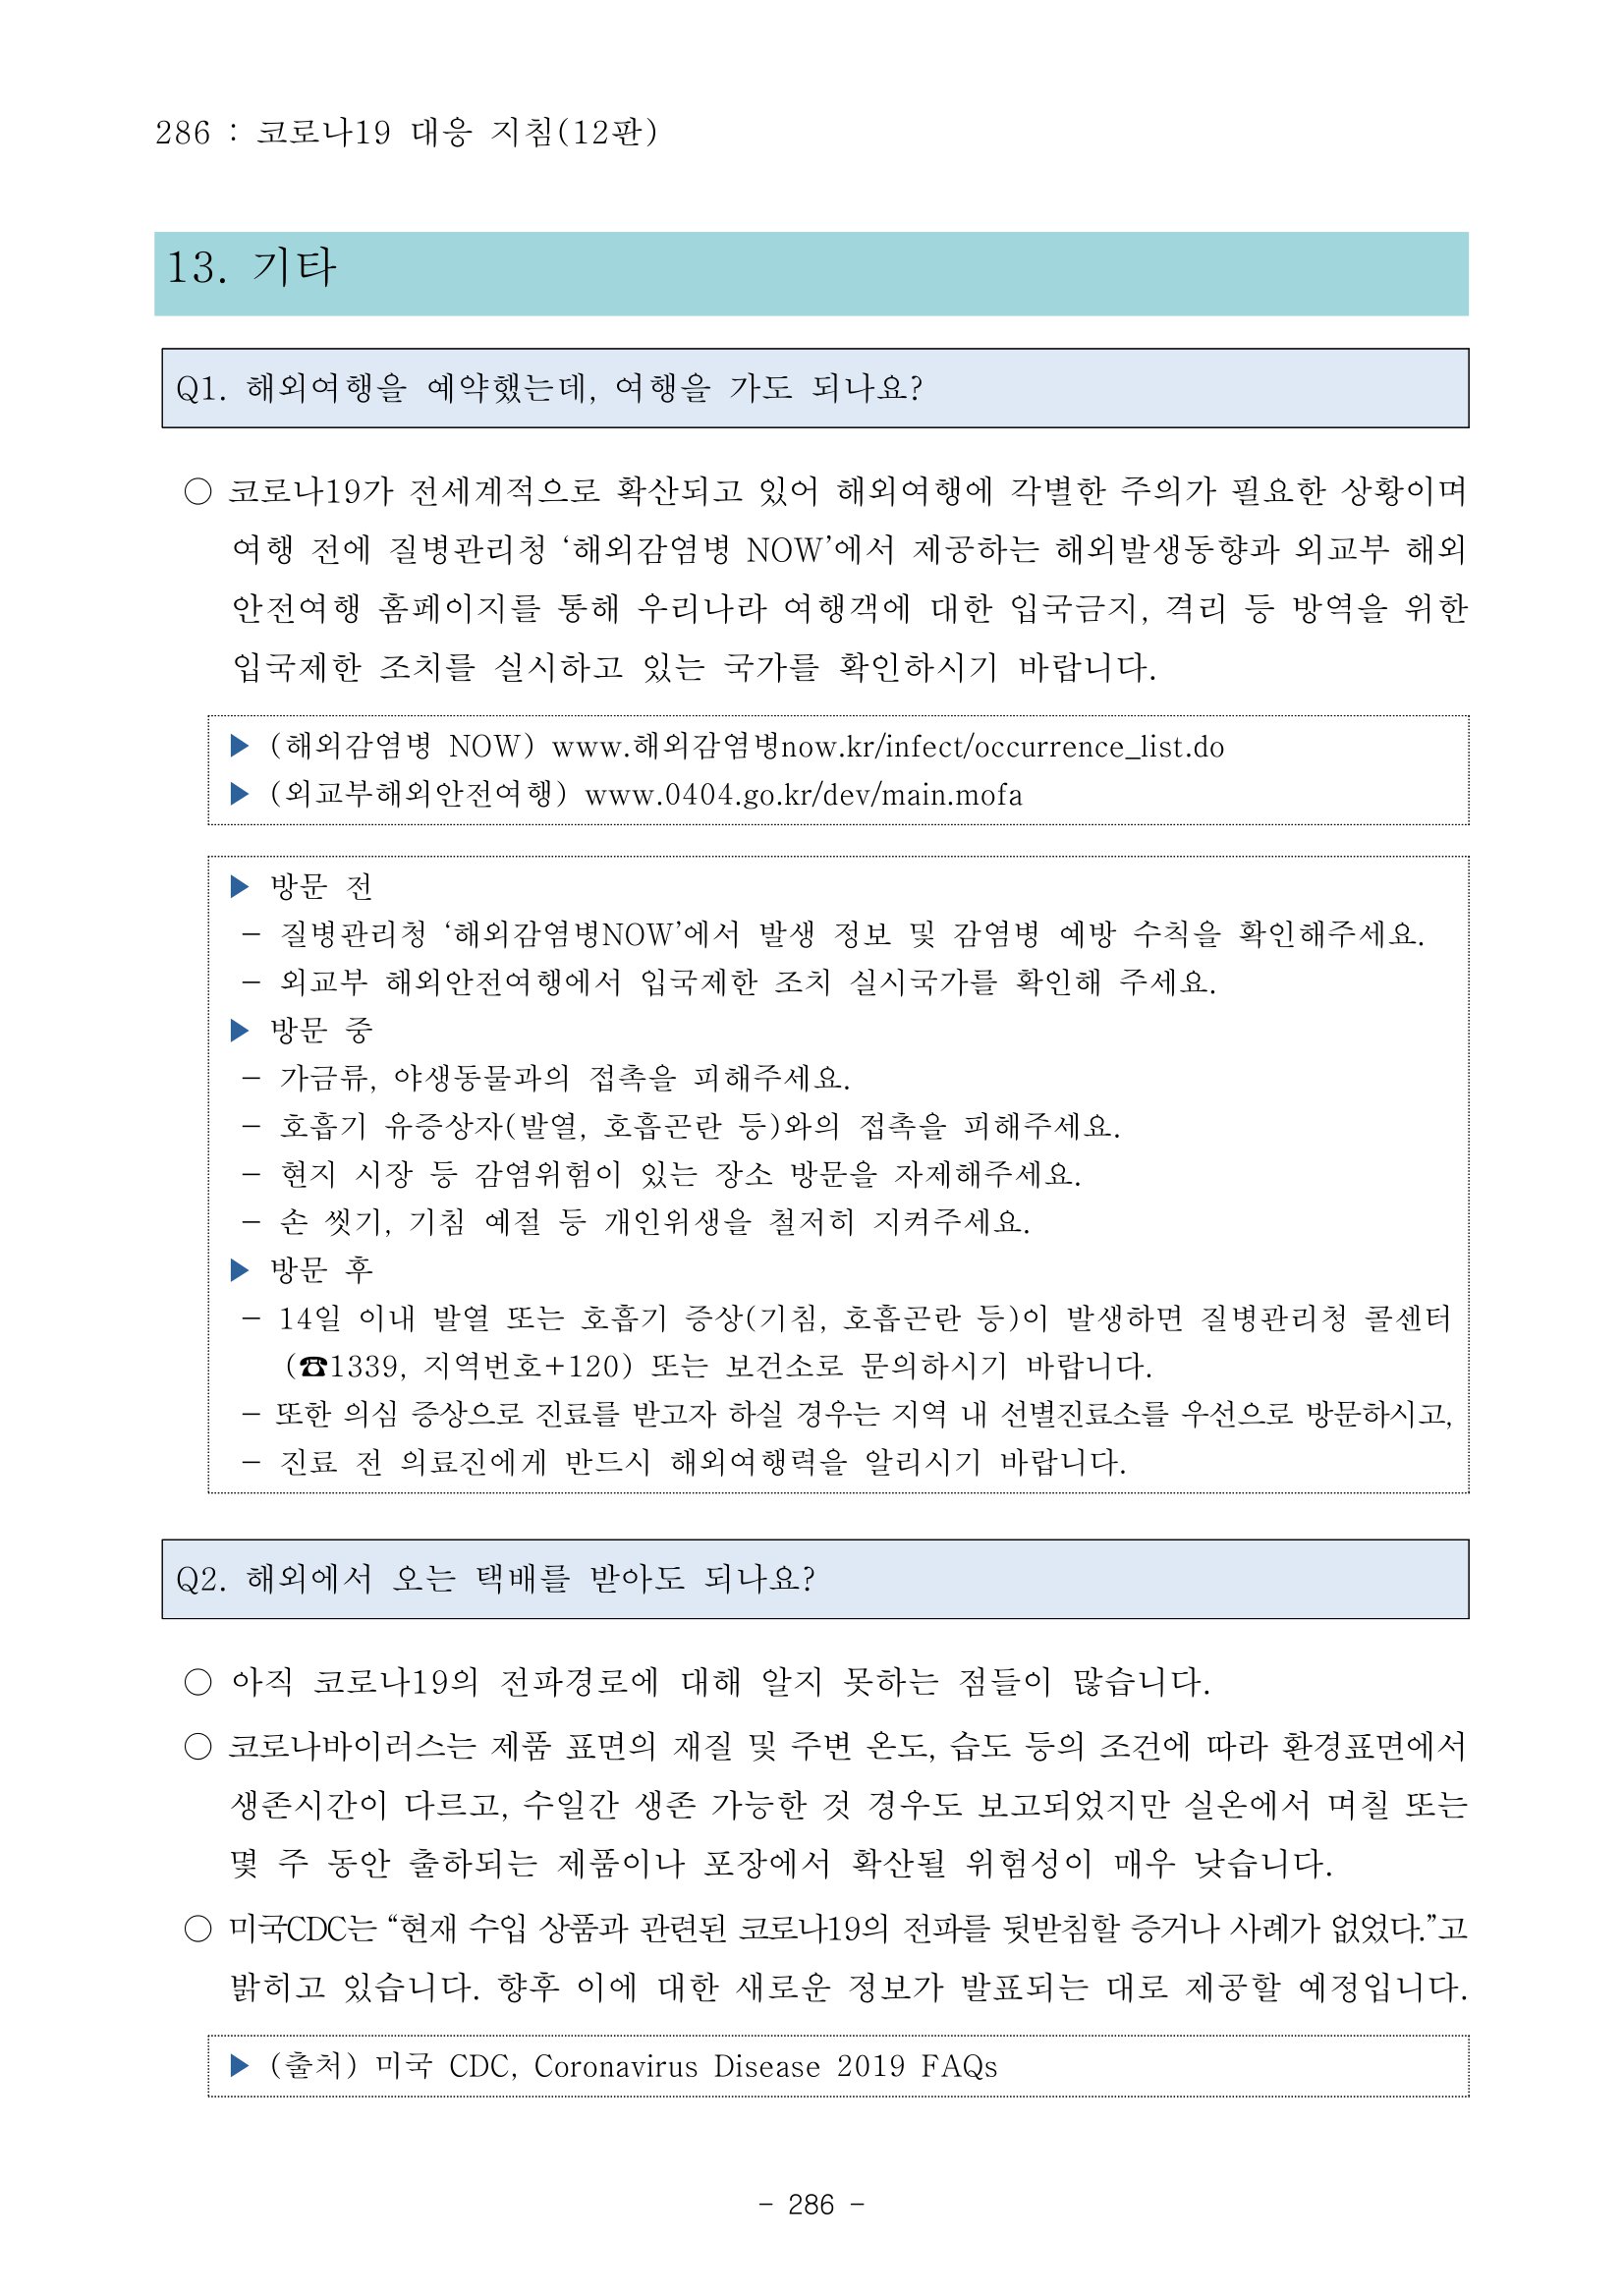 286 : 코로나19 대응 지침(12판)
13. 기타
Q1. 해외여행을 예약했는데, 여행을 가도 되나요?
○ 코로나19가 전세계적으로 확산되고 있어 해외여행에 각별한 주의가 필요한 상황이며
여행 전에 질병관리청 ‘해외감염병 NOW’에서 제공하는 해외발생동향과 외교부 해외
안전여행 홈페이지를 통해 우리나라 여행객에 대한 입국금지, 격리 등 방역을 위한
입국제한 조치를 실시하고 있는 국가를 확인하시기 바랍니다.
▶ (해외감염병 NOW) www.해외감염병now.kr/infect/occurrence_list.do
▶ (외교부해외안전여행) www.0404.go.kr/dev/main.mofa
▶ 방문 전
- 질병관리청 ‘해외감염병NOW’에서 발생 정보 및 감염병 예방 수칙을 확인해주세요.
- 외교부 해외안전여행에서 입국제한 조치 실시국가를 확인해 주세요.
▶ 방문 중
- 가금류, 야생동물과의 접촉을 피해주세요.
- 호흡기 유증상자(발열, 호흡곤란 등)와의 접촉을 피해주세요.
- 현지 시장 등 감염위험이 있는 장소 방문을 자제해주세요.
- 손 씻기, 기침 예절 등 개인위생을 철저히 지켜주세요.
▶ 방문 후
- 14일 이내 발열 또는 호흡기 증상(기침, 호흡곤란 등)이 발생하면 질병관리청 콜센터
(☎1339, 지역번호+120) 또는 보건소로 문의하시기 바랍니다.
- 또한 의심 증상으로 진료를 받고자 하실 경우는 지역 내 선별진료소를 우선으로 방문하시고,
- 진료 전 의료진에게 반드시 해외여행력을 알리시기 바랍니다.
Q2. 해외에서 오는 택배를 받아도 되나요?
○ 아직 코로나19의 전파경로에 대해 알지 못하는 점들이 많습니다.
○ 코로나바이러스는 제품 표면의 재질 및 주변 온도, 습도 등의 조건에 따라 환경표면에서
생존시간이 다르고, 수일간 생존 가능한 것 경우도 보고되었지만 실온에서 며칠 또는
몇 주 동안 출하되는 제품이나 포장에서 확산될 위험성이 매우 낮습니다.
○ 미국CDC는 “현재 수입 상품과 관련된 코로나19의 전파를 뒷받침할 증거나 사례가 없었다.”고
밝히고 있습니다. 향후 이에 대한 새로운 정보가 발표되는 대로 제공할 예정입니다.
▶ (출처) 미국 CDC, Coronavirus Disease 2019 FAQs
- 286 -